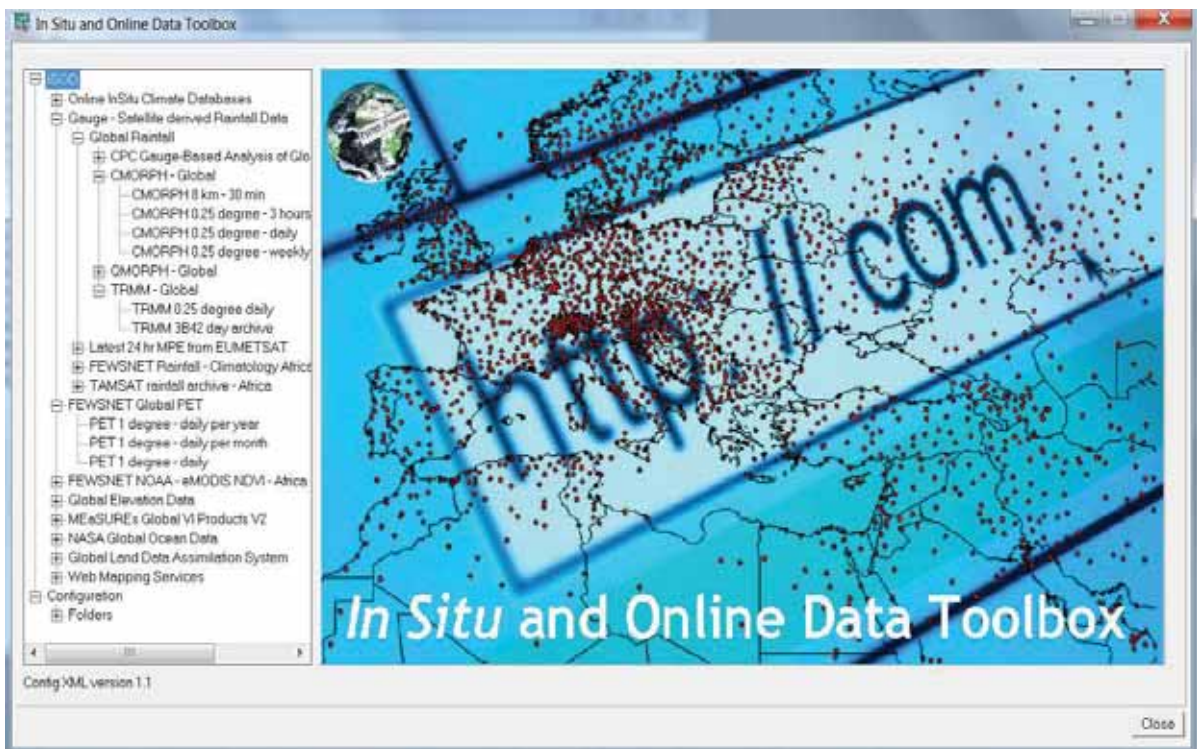 In Situ and Online Data Toolbox
ISOD
Online InSitu Climate Databases
Gauge - Satellite derived Rainfall Data
Global Rainfall
CPC Gauge-Based Analysis of Glo
CMORPH - Global
CMORPH 8 km - 30 min
CMORPH 0.25 degree - 3 hours
CMORPH 0.25 degree - daily
CMORPH 0.25 degree - weekly
QMORPH - Global
TRMM - Global
TRMM 0.25 degree daily
TRMM 3B42 day archive
Latest 24 hr MPE from EUMETSAT
FEWSNET Rainfall - Climatology Africa
TAMSAT rainfall archive - Africa
FEWSNET Global PET
PET 1 degree - daily per year
PET 1 degree - daily per month
PET 1 degree - daily
FEWSNET NOAA - eMODIS NDVI - Africa
Global Elevation Data
MEaSUREs Global VI Products V2
NASA Global Ocean Data
Global Land Data Assimilation System
Web Mapping Services
Configuration
Folders
http: // com
In Situ and Online Data Toolbox
Config XML version 1.1
Close